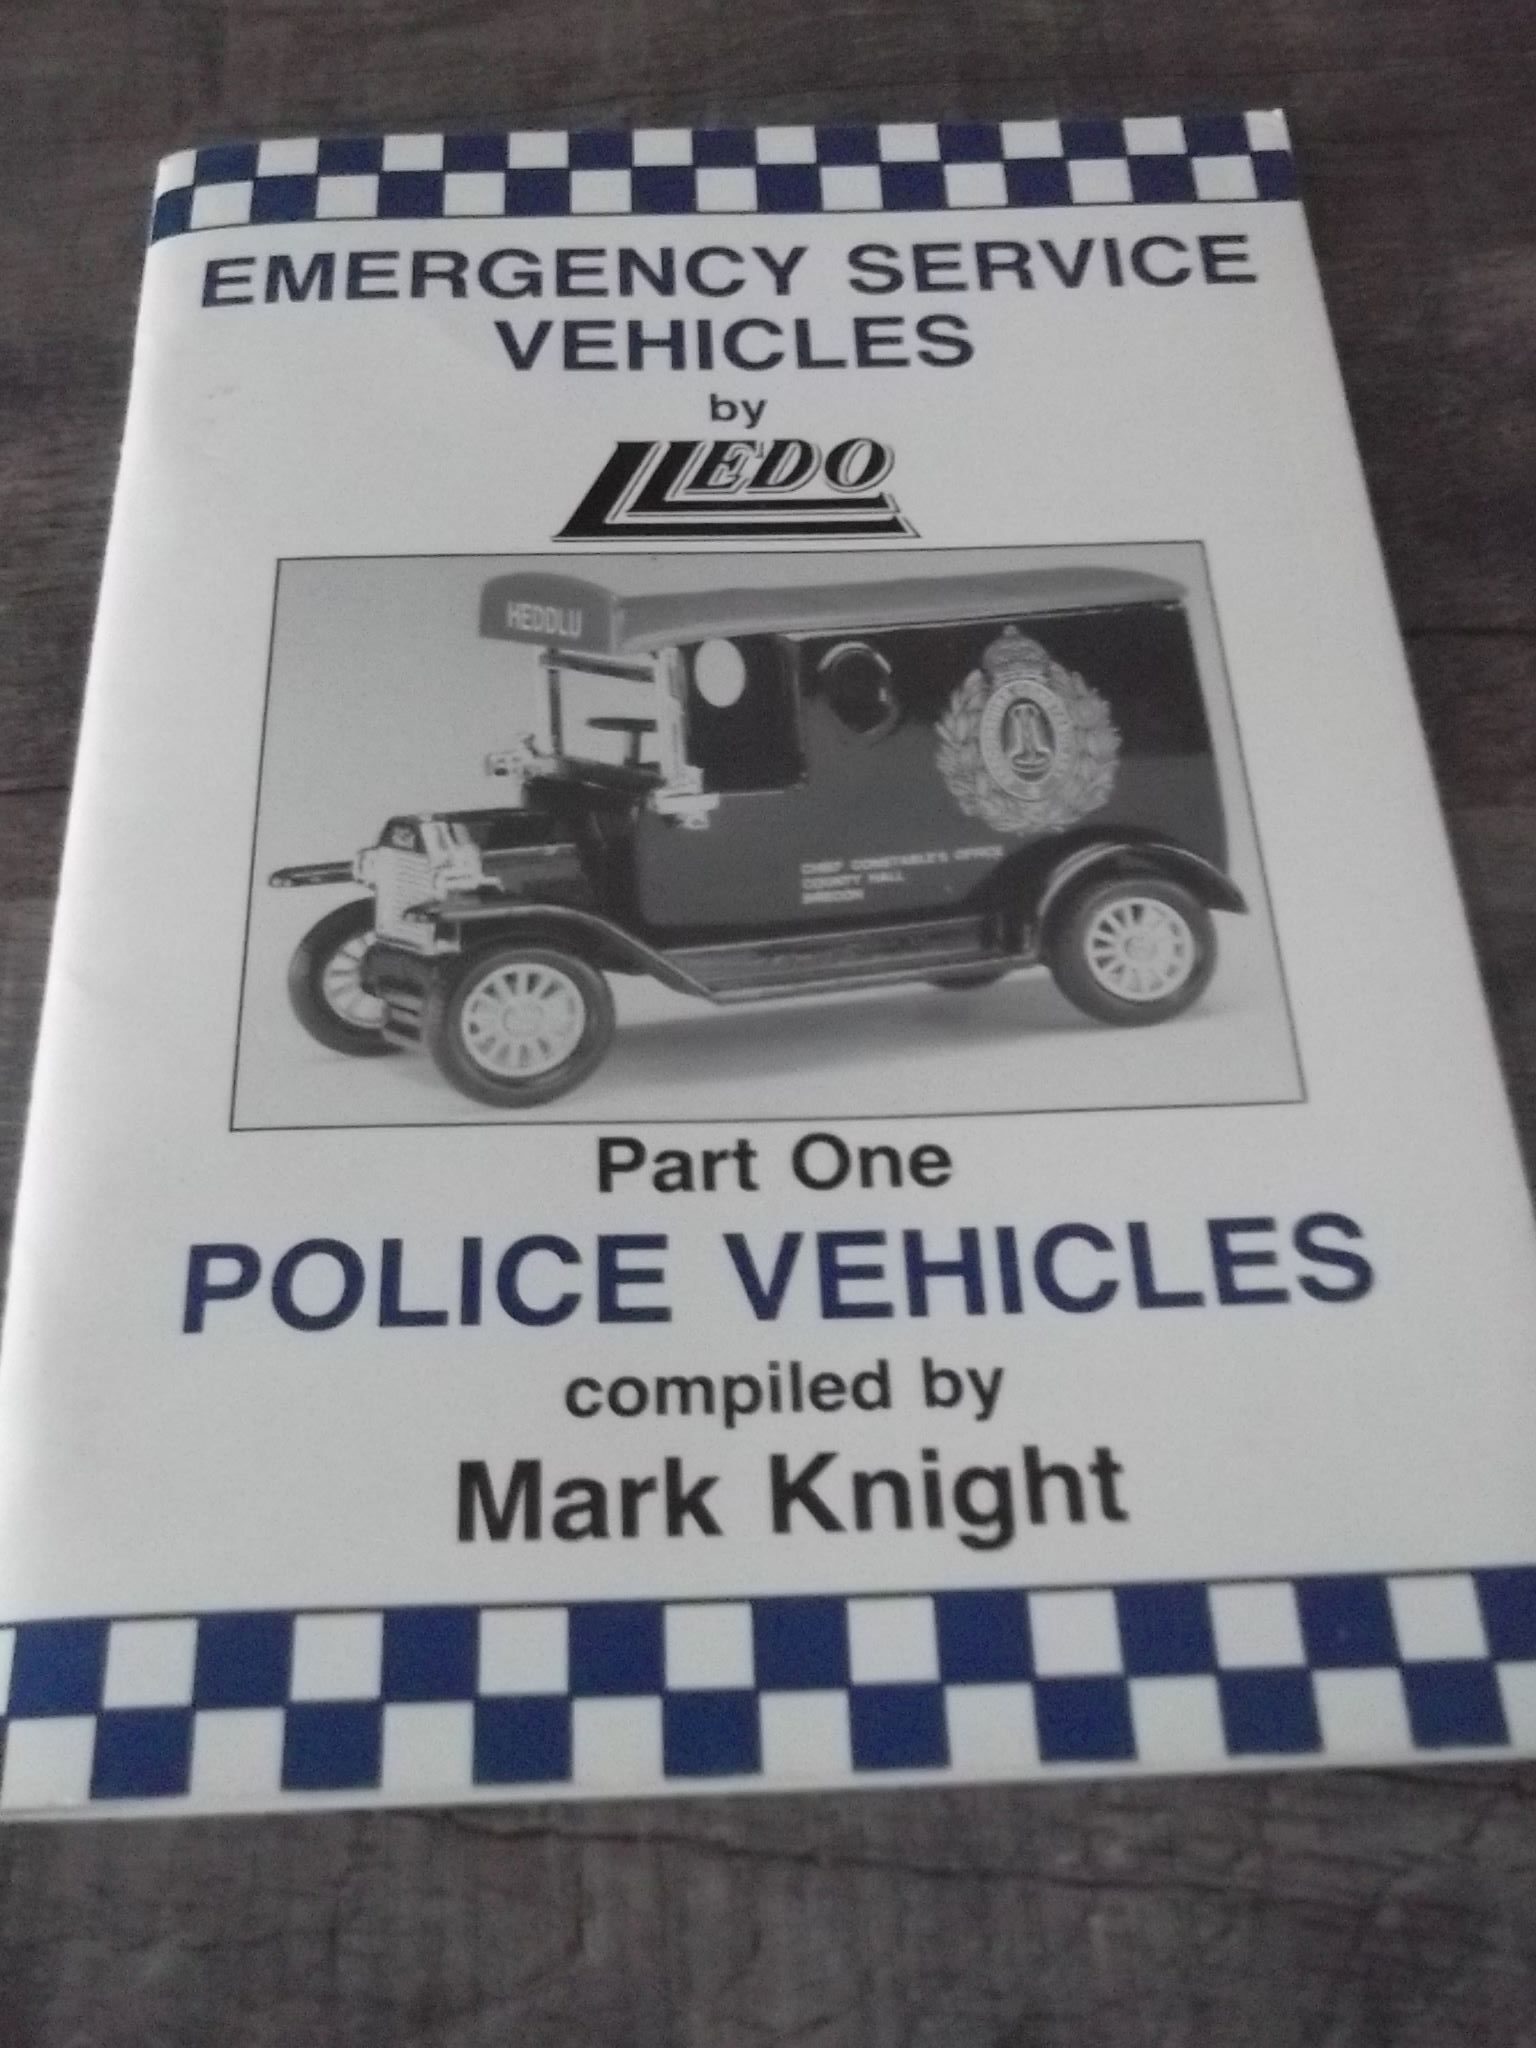 EMERGENCY SERVICE
VEHICLES
by
LLEDO
HEDDLU
CHIEF CONSTABLE'S OFFICE
COUNTY HALL
Part One
POLICE VEHICLES
compiled by
Mark Knight